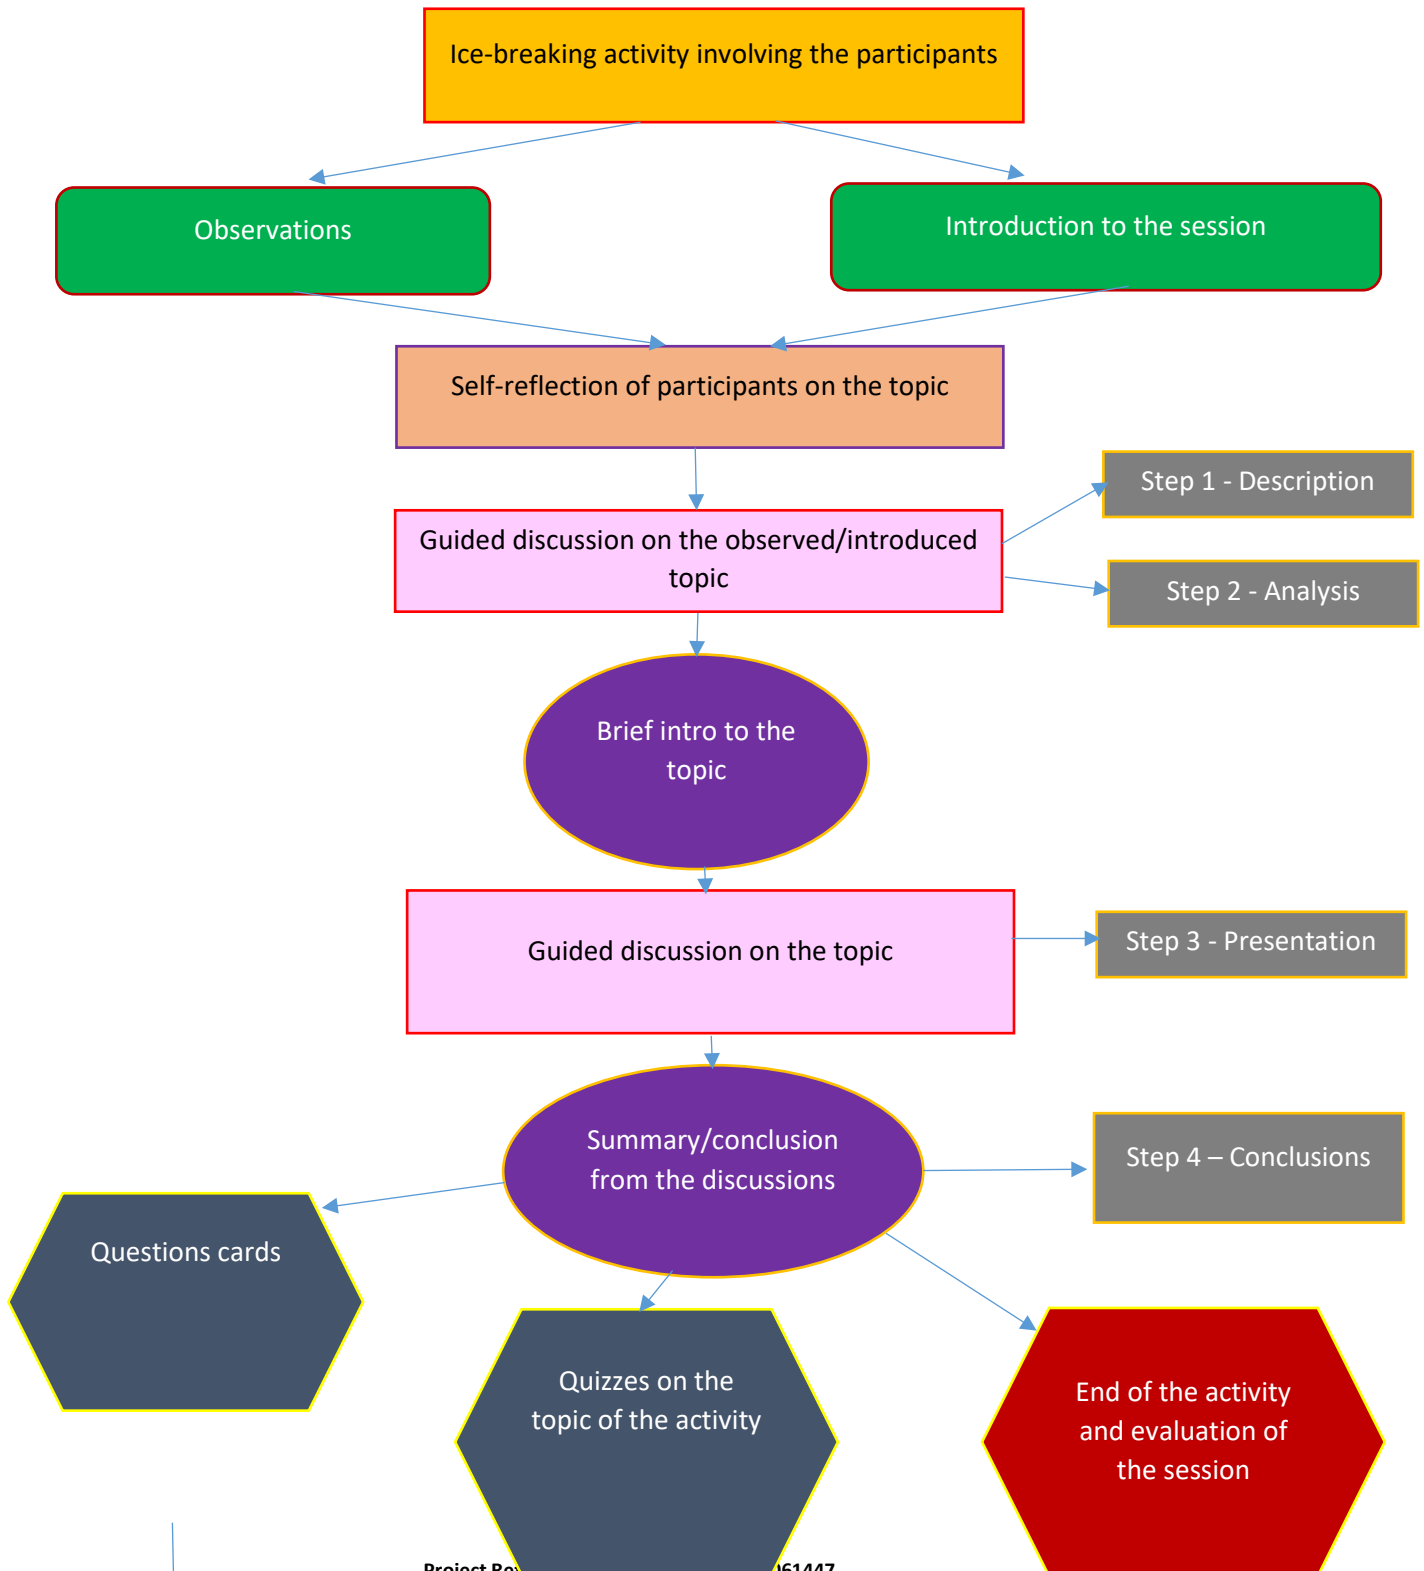 Ice-breaking activity involving the participants
Observations
Introduction to the session
Self-reflection of participants on the topic
Step 1 - Description
Guided discussion on the observed/introduced
topic
Step 2 - Analysis
Brief intro to the
topic
Guided discussion on the topic
Step 3 - Presentation
Summary/conclusion
from the discussions
Step 4 – Conclusions
Questions cards
Quizzes on the
topic of the activity
End of the activity
and evaluation of
the session
Project